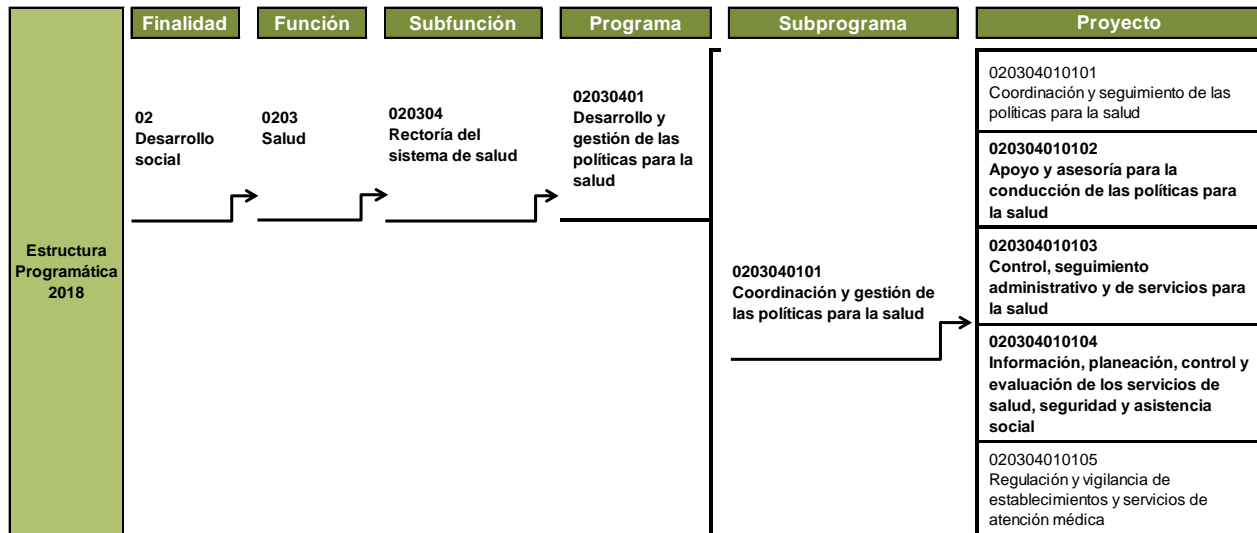 Finalidad
Función
Subfunción
Programa
Subprograma
Proyecto
Estructura
Programática
2018
02
Desarrollo
social
0203
Salud
020304
Rectoría del
sistema de salud
02030401
Desarrollo y
gestión de las
políticas para la
salud
0203040101
Coordinación y gestión de
las políticas para la salud
020304010101
Coordinación y seguimiento de las
políticas para la salud
020304010102
Apoyo y asesoría para la
conducción de las políticas para
la salud
020304010103
Control, seguimiento
administrativo y de servicios para
la salud
020304010104
Información, planeación, control y
evaluación de los servicios de
salud, seguridad y asistencia
social
020304010105
Regulación y vigilancia de
establecimientos y servicios de
atención médica